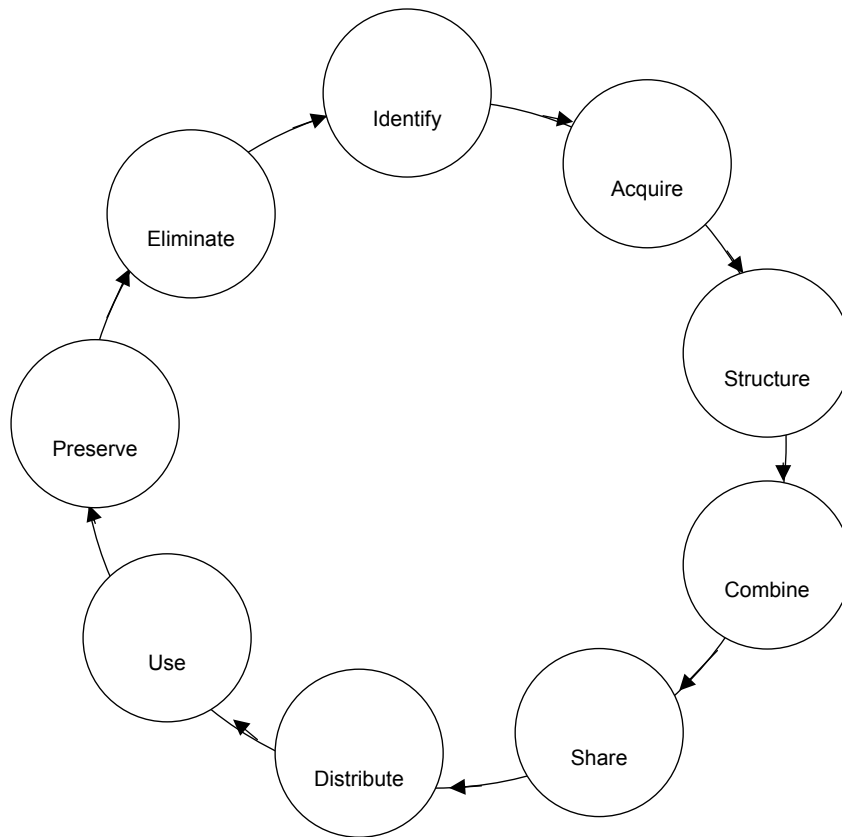 Identify
Acquire
Structure
Combine
Share
Distribute
Use
Preserve
Eliminate